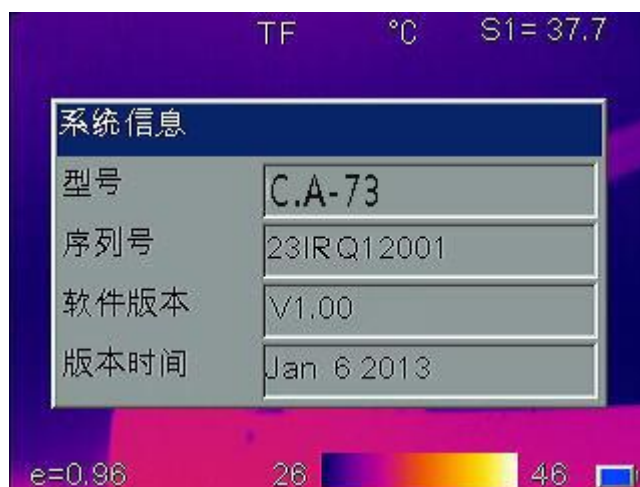 TF °C S1= 37.7
系统信息
型号 C.A-73
序列号 23IRQ12001
软件版本 V1.00
版本时间 Jan 6 2013
e=0.96 26 46